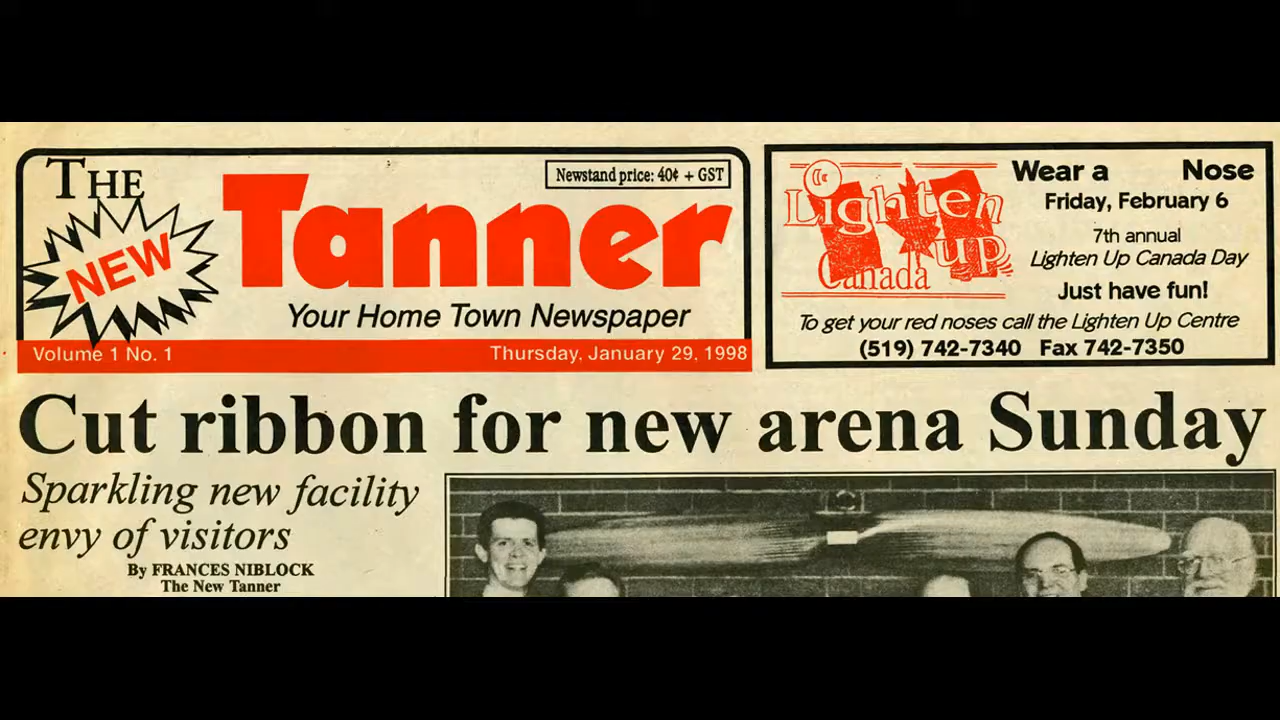 THE
NEW
Tanner
Newstand price: 40¢ + GST
Your Home Town Newspaper
Volume 1 No. 1
Thursday, January 29, 1998
Lighten
up
Canada
Wear a Nose
Friday, February 6
7th annual
Lighten Up Canada Day
Just have fun!
To get your red noses call the Lighten Up Centre
(519) 742-7340 Fax 742-7350
Cut ribbon for new arena Sunday
Sparkling new facility
envy of visitors
By FRANCES NIBLOCK
The New Tanner